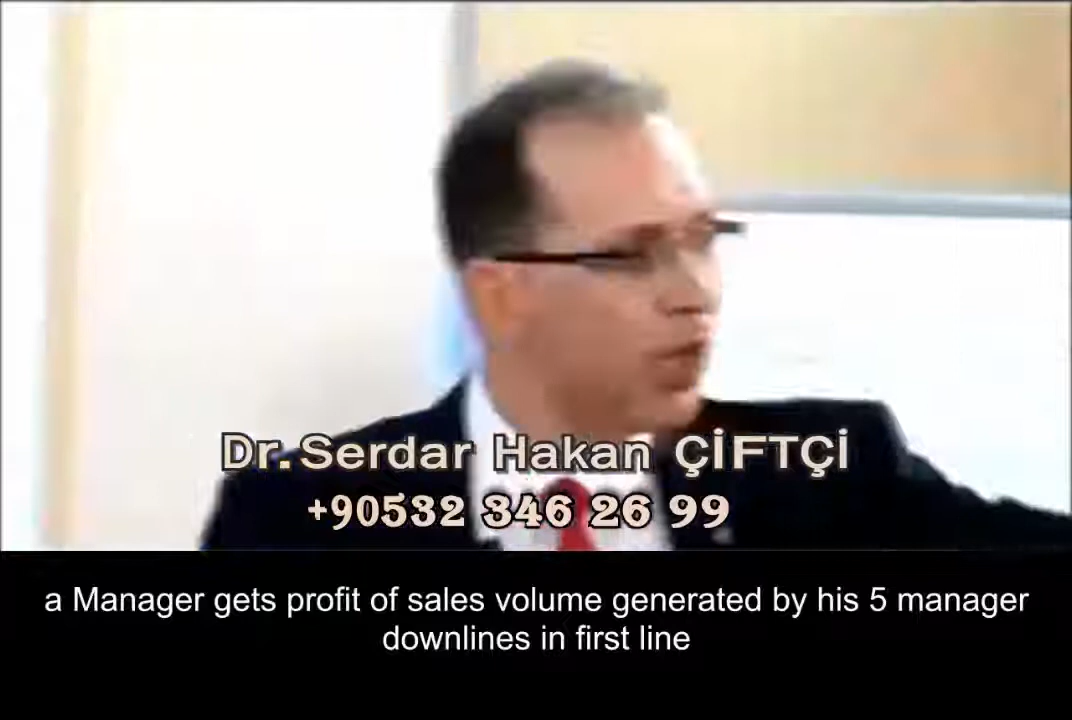 Dr. Serdar Hakan ÇİFTÇİ
+90532 346 26 99
a Manager gets profit of sales volume generated by his 5 manager
downlines in first line